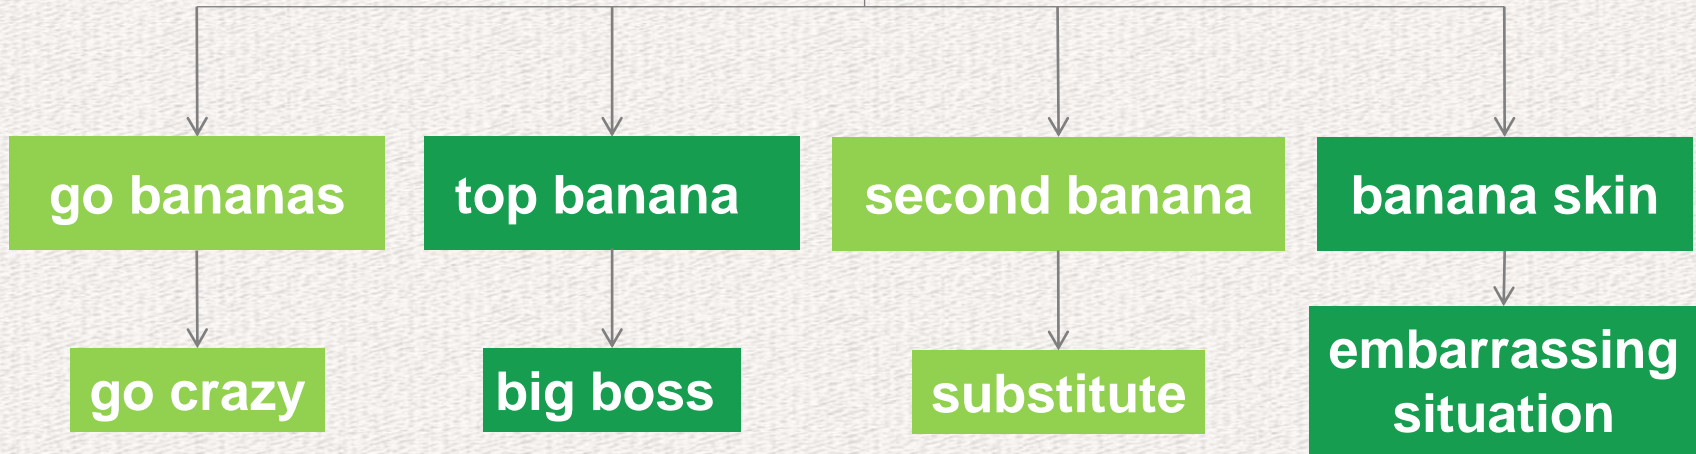 go bananas
top banana
second banana
banana skin
go crazy
big boss
substitute
embarrassing
situation